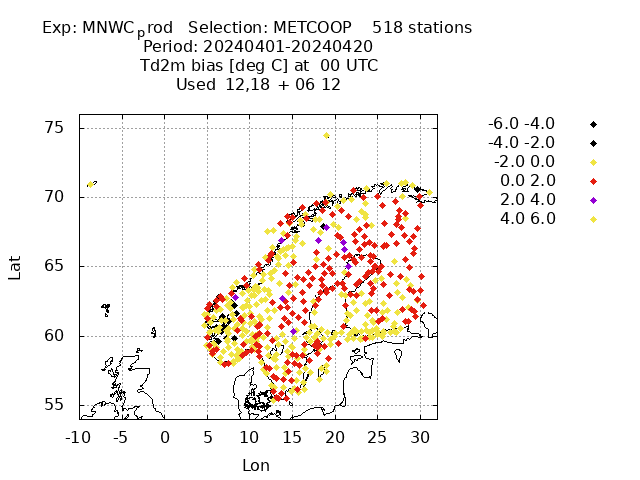 Exp: MNWCprod Selection: METCOOP 518 stations
Period: 20240401-20240420
Td2m bias [deg C] at 00 UTC
Used 12,18 + 06 12
75
70
65
60
55
Lat
-10 -5 0 5 10 15 20 25 30
Lon
-6.0 -4.0
-4.0 -2.0
-2.0 0.0
0.0 2.0
2.0 4.0
4.0 6.0